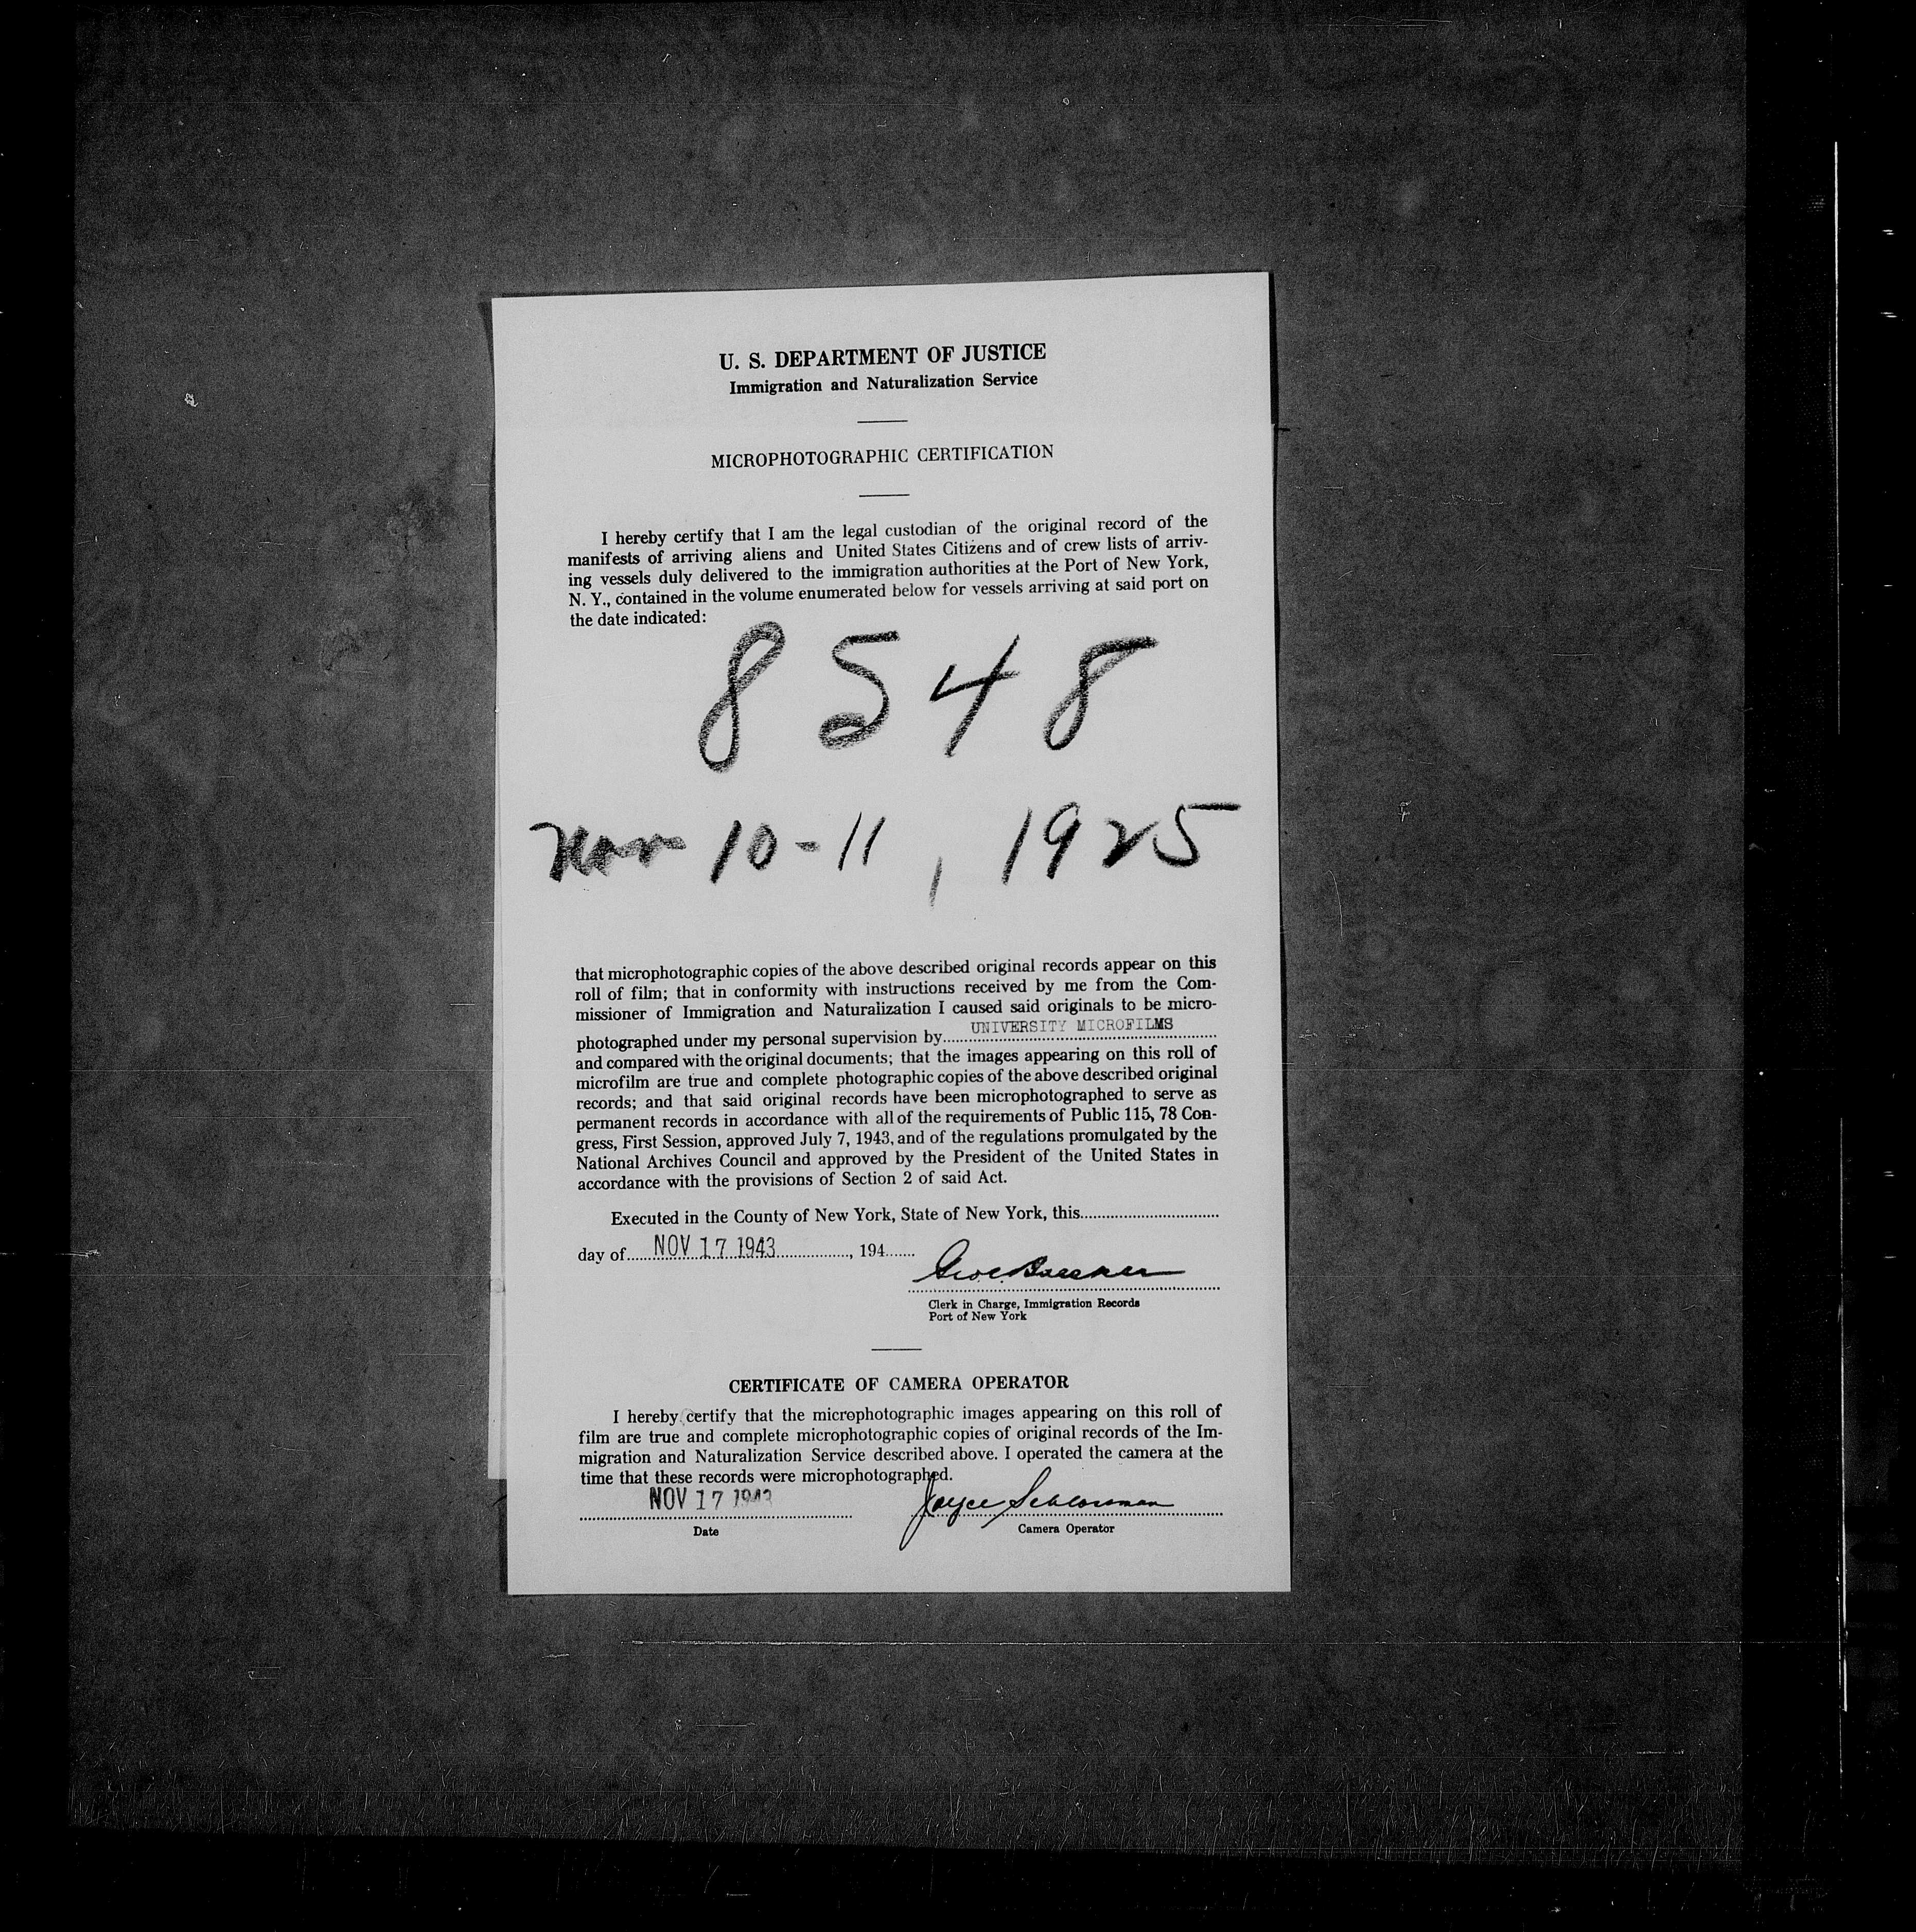 U. S. DEPARTMENT OF JUSTICE
Immigration and Naturalization Service
MICROPHOTOGRAPHIC CERTIFICATION
I hereby certify that I am the legal custodian of the original record of the
manifests of arriving aliens and United States Citizens and of crew lists of arriv-
ing vessels duly delivered to the immigration authorities at the Port of New York,
N. Y., contained in the volume enumerated below for vessels arriving at said port on
the date indicated:
8548
Nov 10-11, 1925
that microphotographic copies of the above described original records appear on this
roll of film; that in conformity with instructions received by me from the Com-
missioner of Immigration and Naturalization I caused said originals to be micro-
photographed under my personal supervision by UNIVERSITY MICROFILMS
and compared with the original documents; that the images appearing on this roll of
microfilm are true and complete photographic copies of the above described original
records; and that said original records have been microphotographed to serve as
permanent records in accordance with all of the requirements of Public 115, 78 Con-
gress, First Session, approved July 7, 1943, and of the regulations promulgated by the
National Archives Council and approved by the President of the United States in
accordance with the provisions of Section 2 of said Act.
Executed in the County of New York, State of New York, this
day of NOV 17 1943, 194
Clerk in Charge, Immigration Records
Port of New York
CERTIFICATE OF CAMERA OPERATOR
I hereby certify that the microphotographic images appearing on this roll of
film are true and complete microphotographic copies of original records of the Im-
migration and Naturalization Service described above. I operated the camera at the
time that these records were microphotographed.
NOV 17 1943 Joyce Schlossman
Date Camera Operator